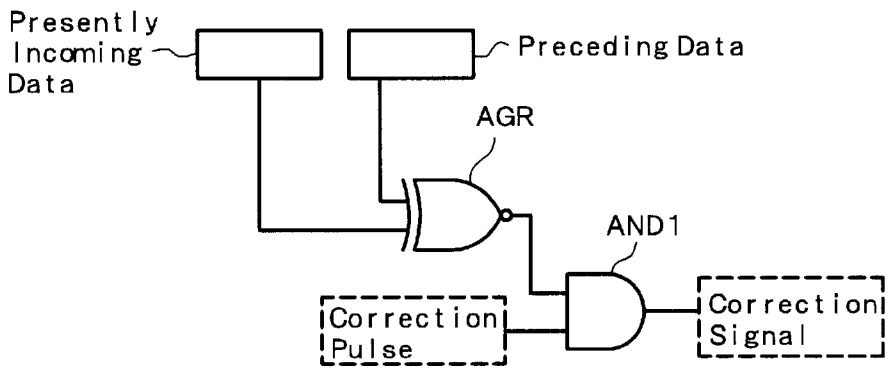 Presently
Incoming
Data
Preceding Data
AGR
AND1
Correction
Pulse
Correction
Signal